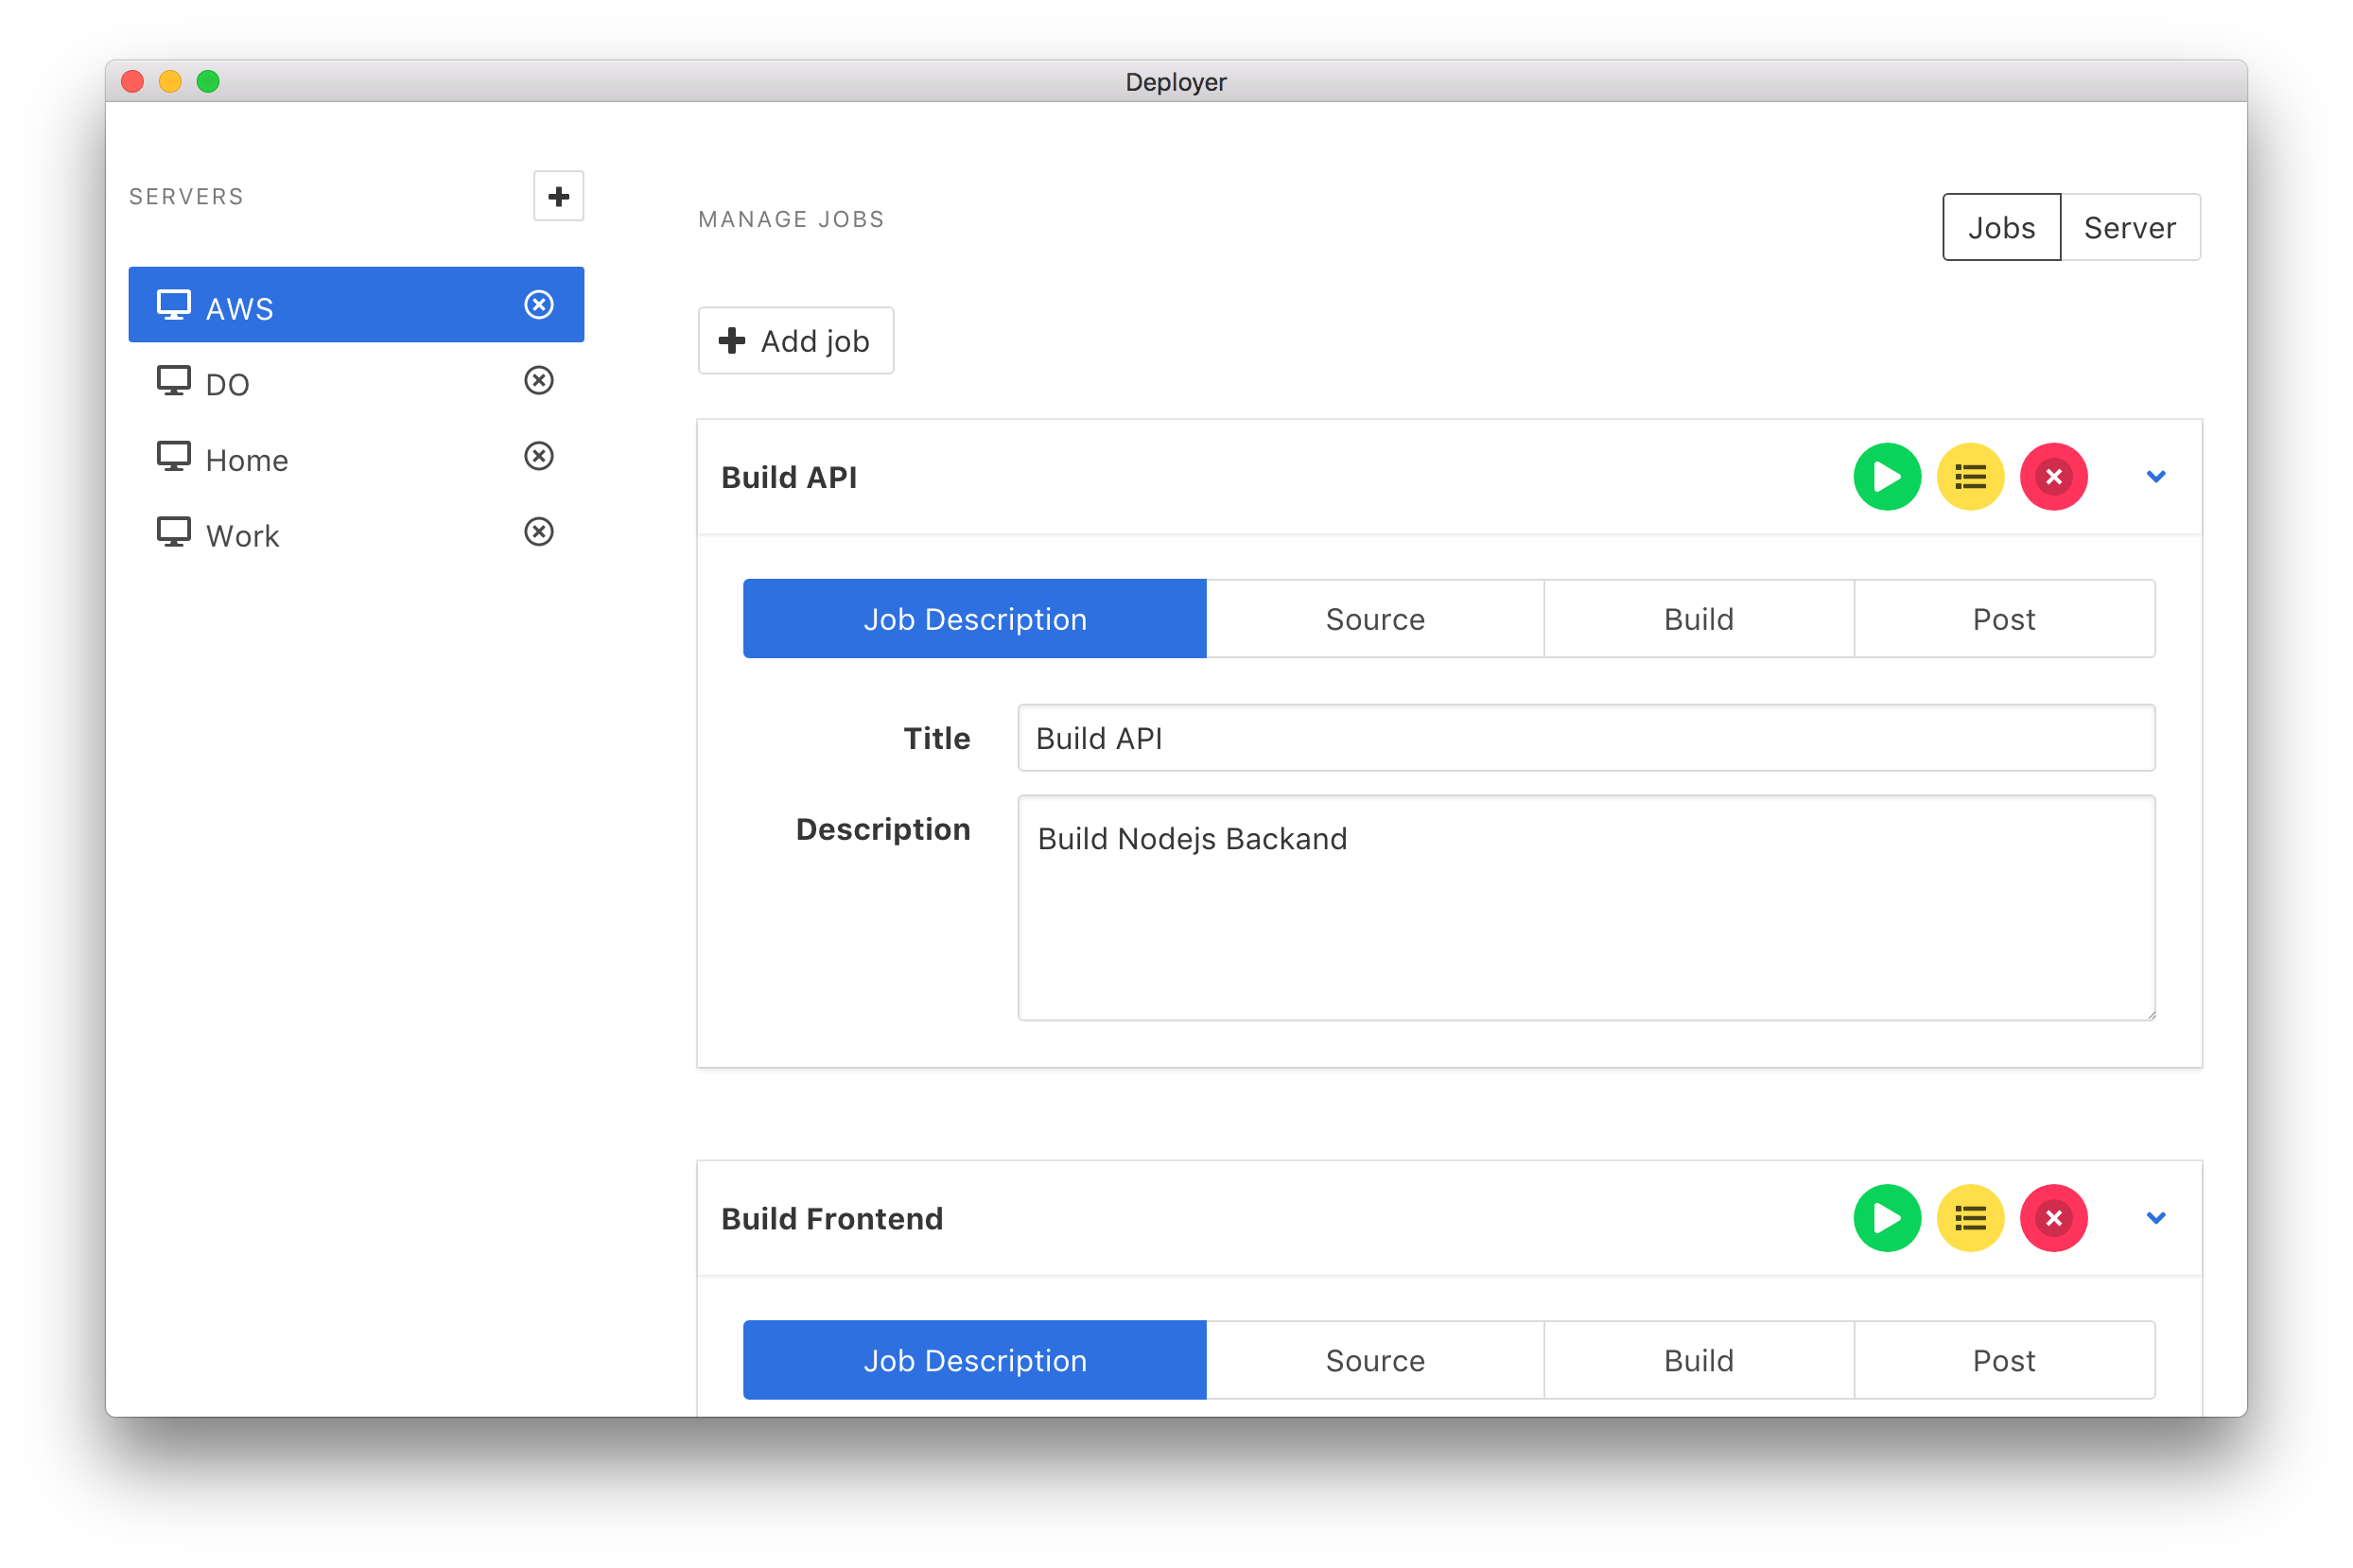 Deployer
SERVERS
AWS
DO
Home
Work
MANAGE JOBS
Jobs
Server
Add job
Build API
Job Description
Source
Build
Post
Title
Build API
Description
Build Nodejs Backand
Build Frontend
Job Description
Source
Build
Post